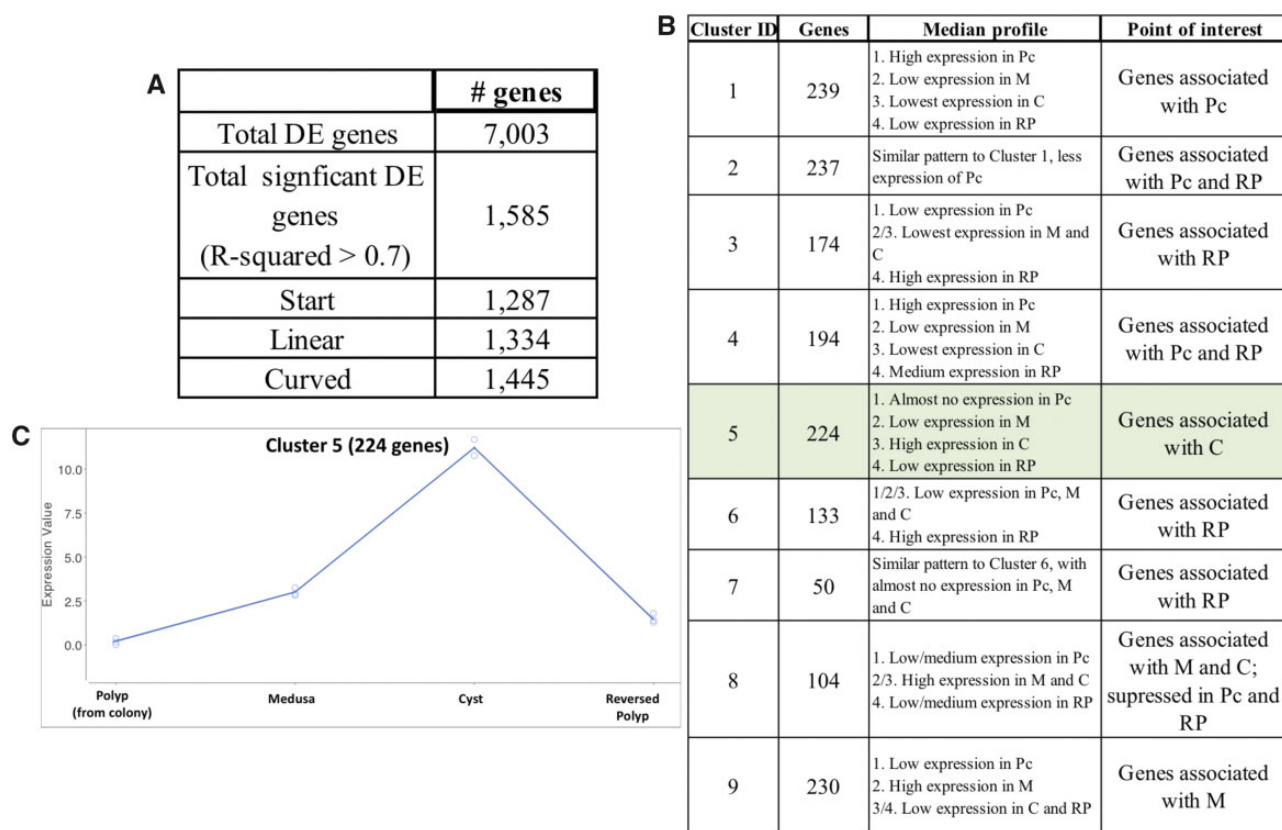 A
# genes
Total DE genes
7,003
Total signficant DE
genes
(R-squared > 0.7)
1,585
Start
1,287
Linear
1,334
Curved
1,445
B
Cluster ID
Genes
Median profile
Point of interest
1
239
1. High expression in Pc
2. Low expression in M
3. Lowest expression in C
4. Low expression in RP
Genes associated
with Pc
2
237
Similar pattern to Cluster 1, less
expression of Pc
Genes associated
with Pc and RP
3
174
1. Low expression in Pc
2/3. Lowest expression in M and
C
4. High expression in RP
Genes associated
with RP
4
194
1. High expression in Pc
2. Low expression in M
3. Lowest expression in C
4. Medium expression in RP
Genes associated
with Pc and RP
5
224
1. Almost no expression in Pc
2. Low expression in M
3. High expression in C
4. Low expression in RP
Genes associated
with C
6
133
1/2/3. Low expression in Pc, M
and C
4. High expression in RP
Genes associated
with RP
7
50
Similar pattern to Cluster 6, with
almost no expression in Pc, M
and C
Genes associated
with RP
8
104
1. Low/medium expression in Pc
2/3. High expression in M and C
4. Low/medium expression in RP
Genes associated
with M and C;
supressed in Pc and
RP
9
230
1. Low expression in Pc
2. High expression in M
3/4. Low expression in C and RP
Genes associated
with M
C
Cluster 5 (224 genes)
Expression Value
10.0
7.5
5.0
2.5
0.0
Polyp
(from colony)
Medusa
Cyst
Reversed
Polyp